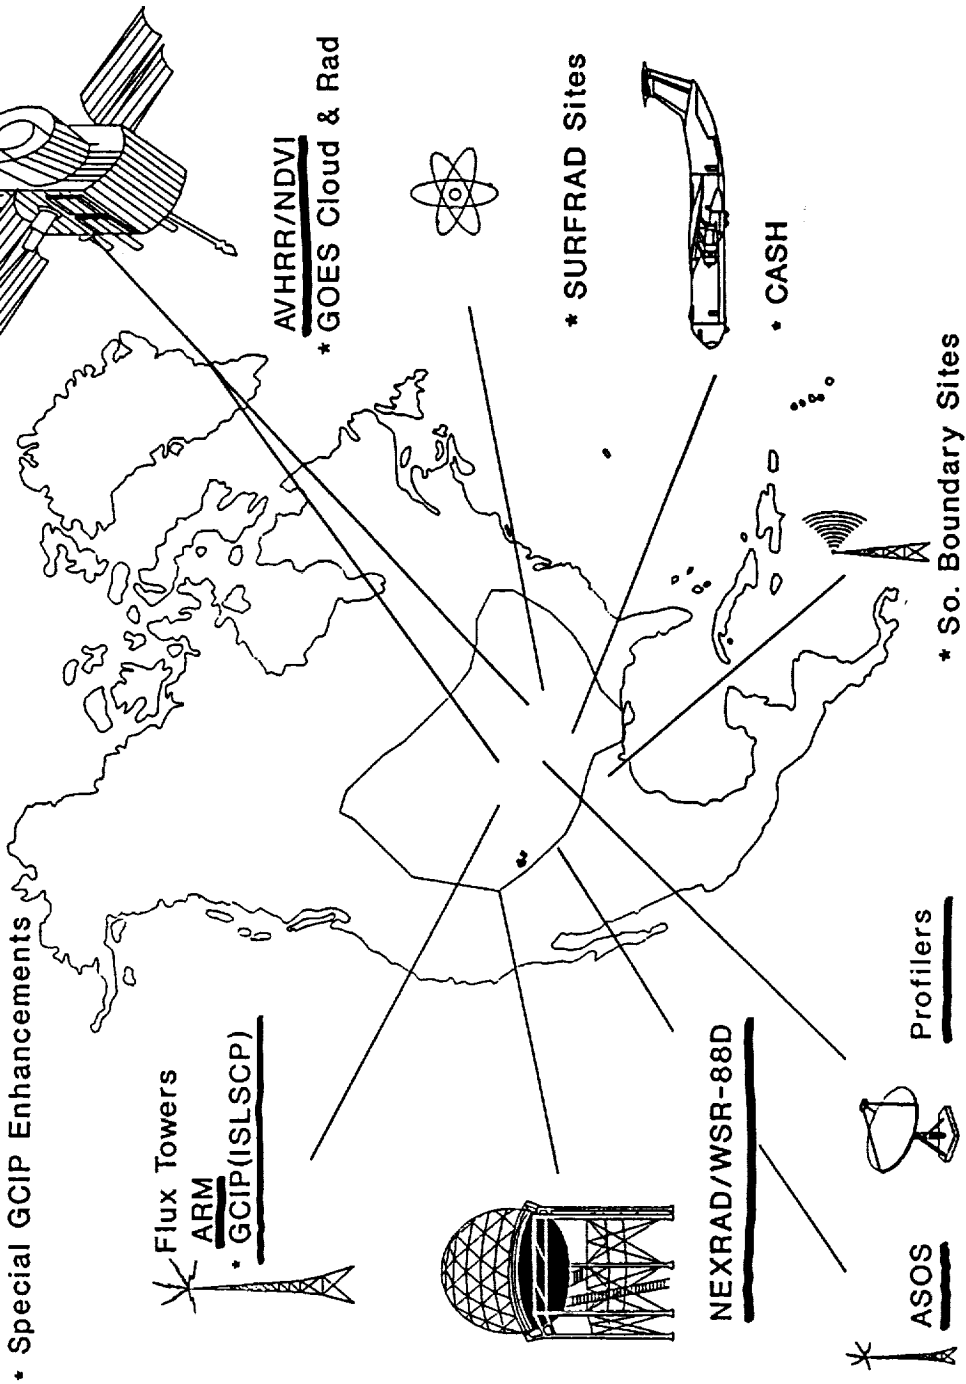 * Special GCIP Enhancements
Flux Towers
ARM
* GCIP(ISLSCP)
AVHRR/NDVI
* GOES Cloud & Rad
* SURFRAD Sites
* CASH
* So. Boundary Sites
NEXRAD/WSR-88D
ASOS
Profilers